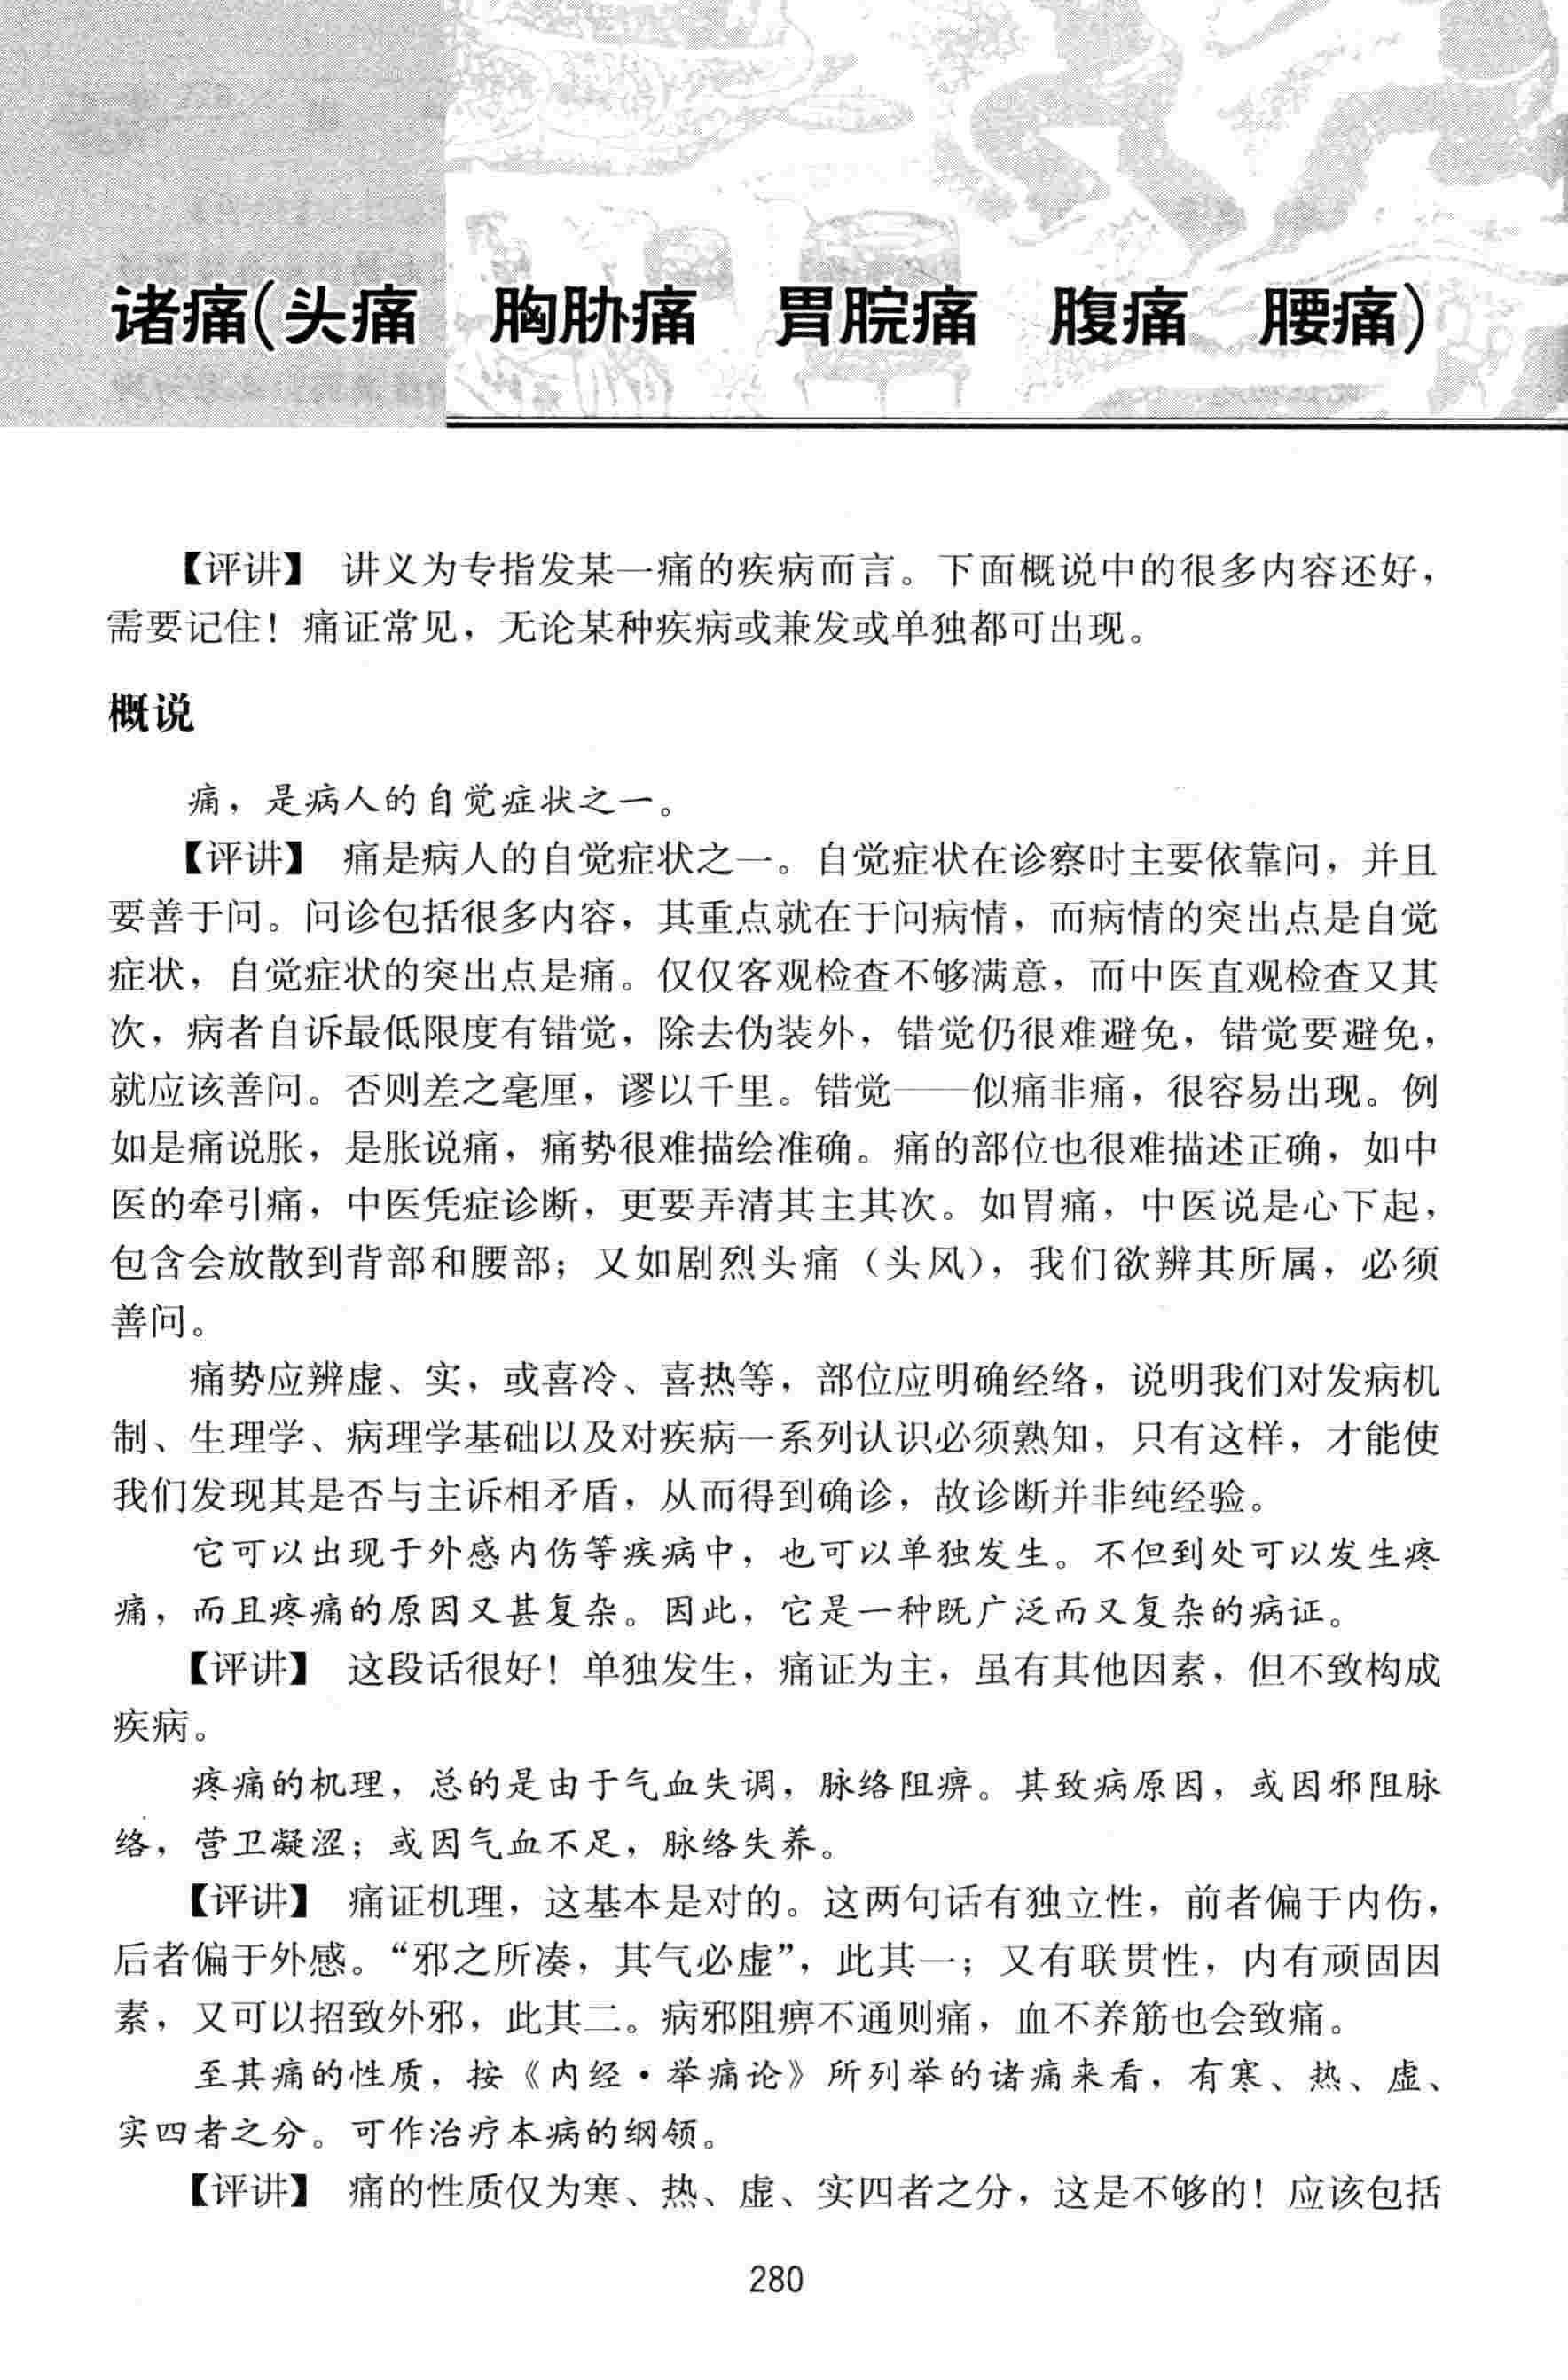 诸痛(头痛 胸胁痛 胃脘痛 腹痛 腰痛)
【评讲】 讲义为专指发某一痛的疾病而言。下面概说中的很多内容还好，
需要记住！痛证常见，无论某种疾病或兼发或单独都可出现。
概说
痛，是病人的自觉症状之一。
【评讲】 痛是病人的自觉症状之一。自觉症状在诊察时主要依靠问，并且
要善于问。问诊包括很多内容，其重点就在于问病情，而病情的突出点是自觉
症状，自觉症状的突出点是痛。仅仅客观检查不够满意，而中医直观检查又其
次，病者自诉最低限度有错觉，除去伪装外，错觉仍很难避免，错觉要避免，
就应该善问。否则差之毫厘，谬以千里。错觉——似痛非痛，很容易出现。例
如是痛说胀，是胀说痛，痛势很难描绘准确。痛的部位也很难描述正确，如中
医的牵引痛，中医凭症诊断，更要弄清其主其次。如胃痛，中医说是心下起，
包含会放散到背部和腰部；又如剧烈头痛（头风），我们欲辨其所属，必须
善问。
痛势应辨虚、实，或喜冷、喜热等，部位应明确经络，说明我们对发病机
制、生理学、病理学基础以及对疾病一系列认识必须熟知，只有这样，才能使
我们发现其是否与主诉相矛盾，从而得到确诊，故诊断并非纯经验。
它可以出现于外感内伤等疾病中，也可以单独发生。不但到处可以发生疼
痛，而且疼痛的原因又甚复杂。因此，它是一种既广泛而又复杂的病证。
【评讲】 这段话很好！单独发生，痛证为主，虽有其他因素，但不致构成
疾病。
疼痛的机理，总的是由于气血失调，脉络阻痹。其致病原因，或因邪阻脉
络，营卫凝涩；或因气血不足，脉络失养。
【评讲】 痛证机理，这基本是对的。这两句话有独立性，前者偏于内伤，
后者偏于外感。“邪之所凑，其气必虚”，此其一；又有联贯性，内有顽固因
素，又可以招致外邪，此其二。病邪阻痹不通则痛，血不养筋也会致痛。
至其痛的性质，按《内经·举痛论》所列举的诸痛来看，有寒、热、虚、
实四者之分。可作治疗本病的纲领。
【评讲】 痛的性质仅为寒、热、虚、实四者之分，这是不够的！应该包括
280